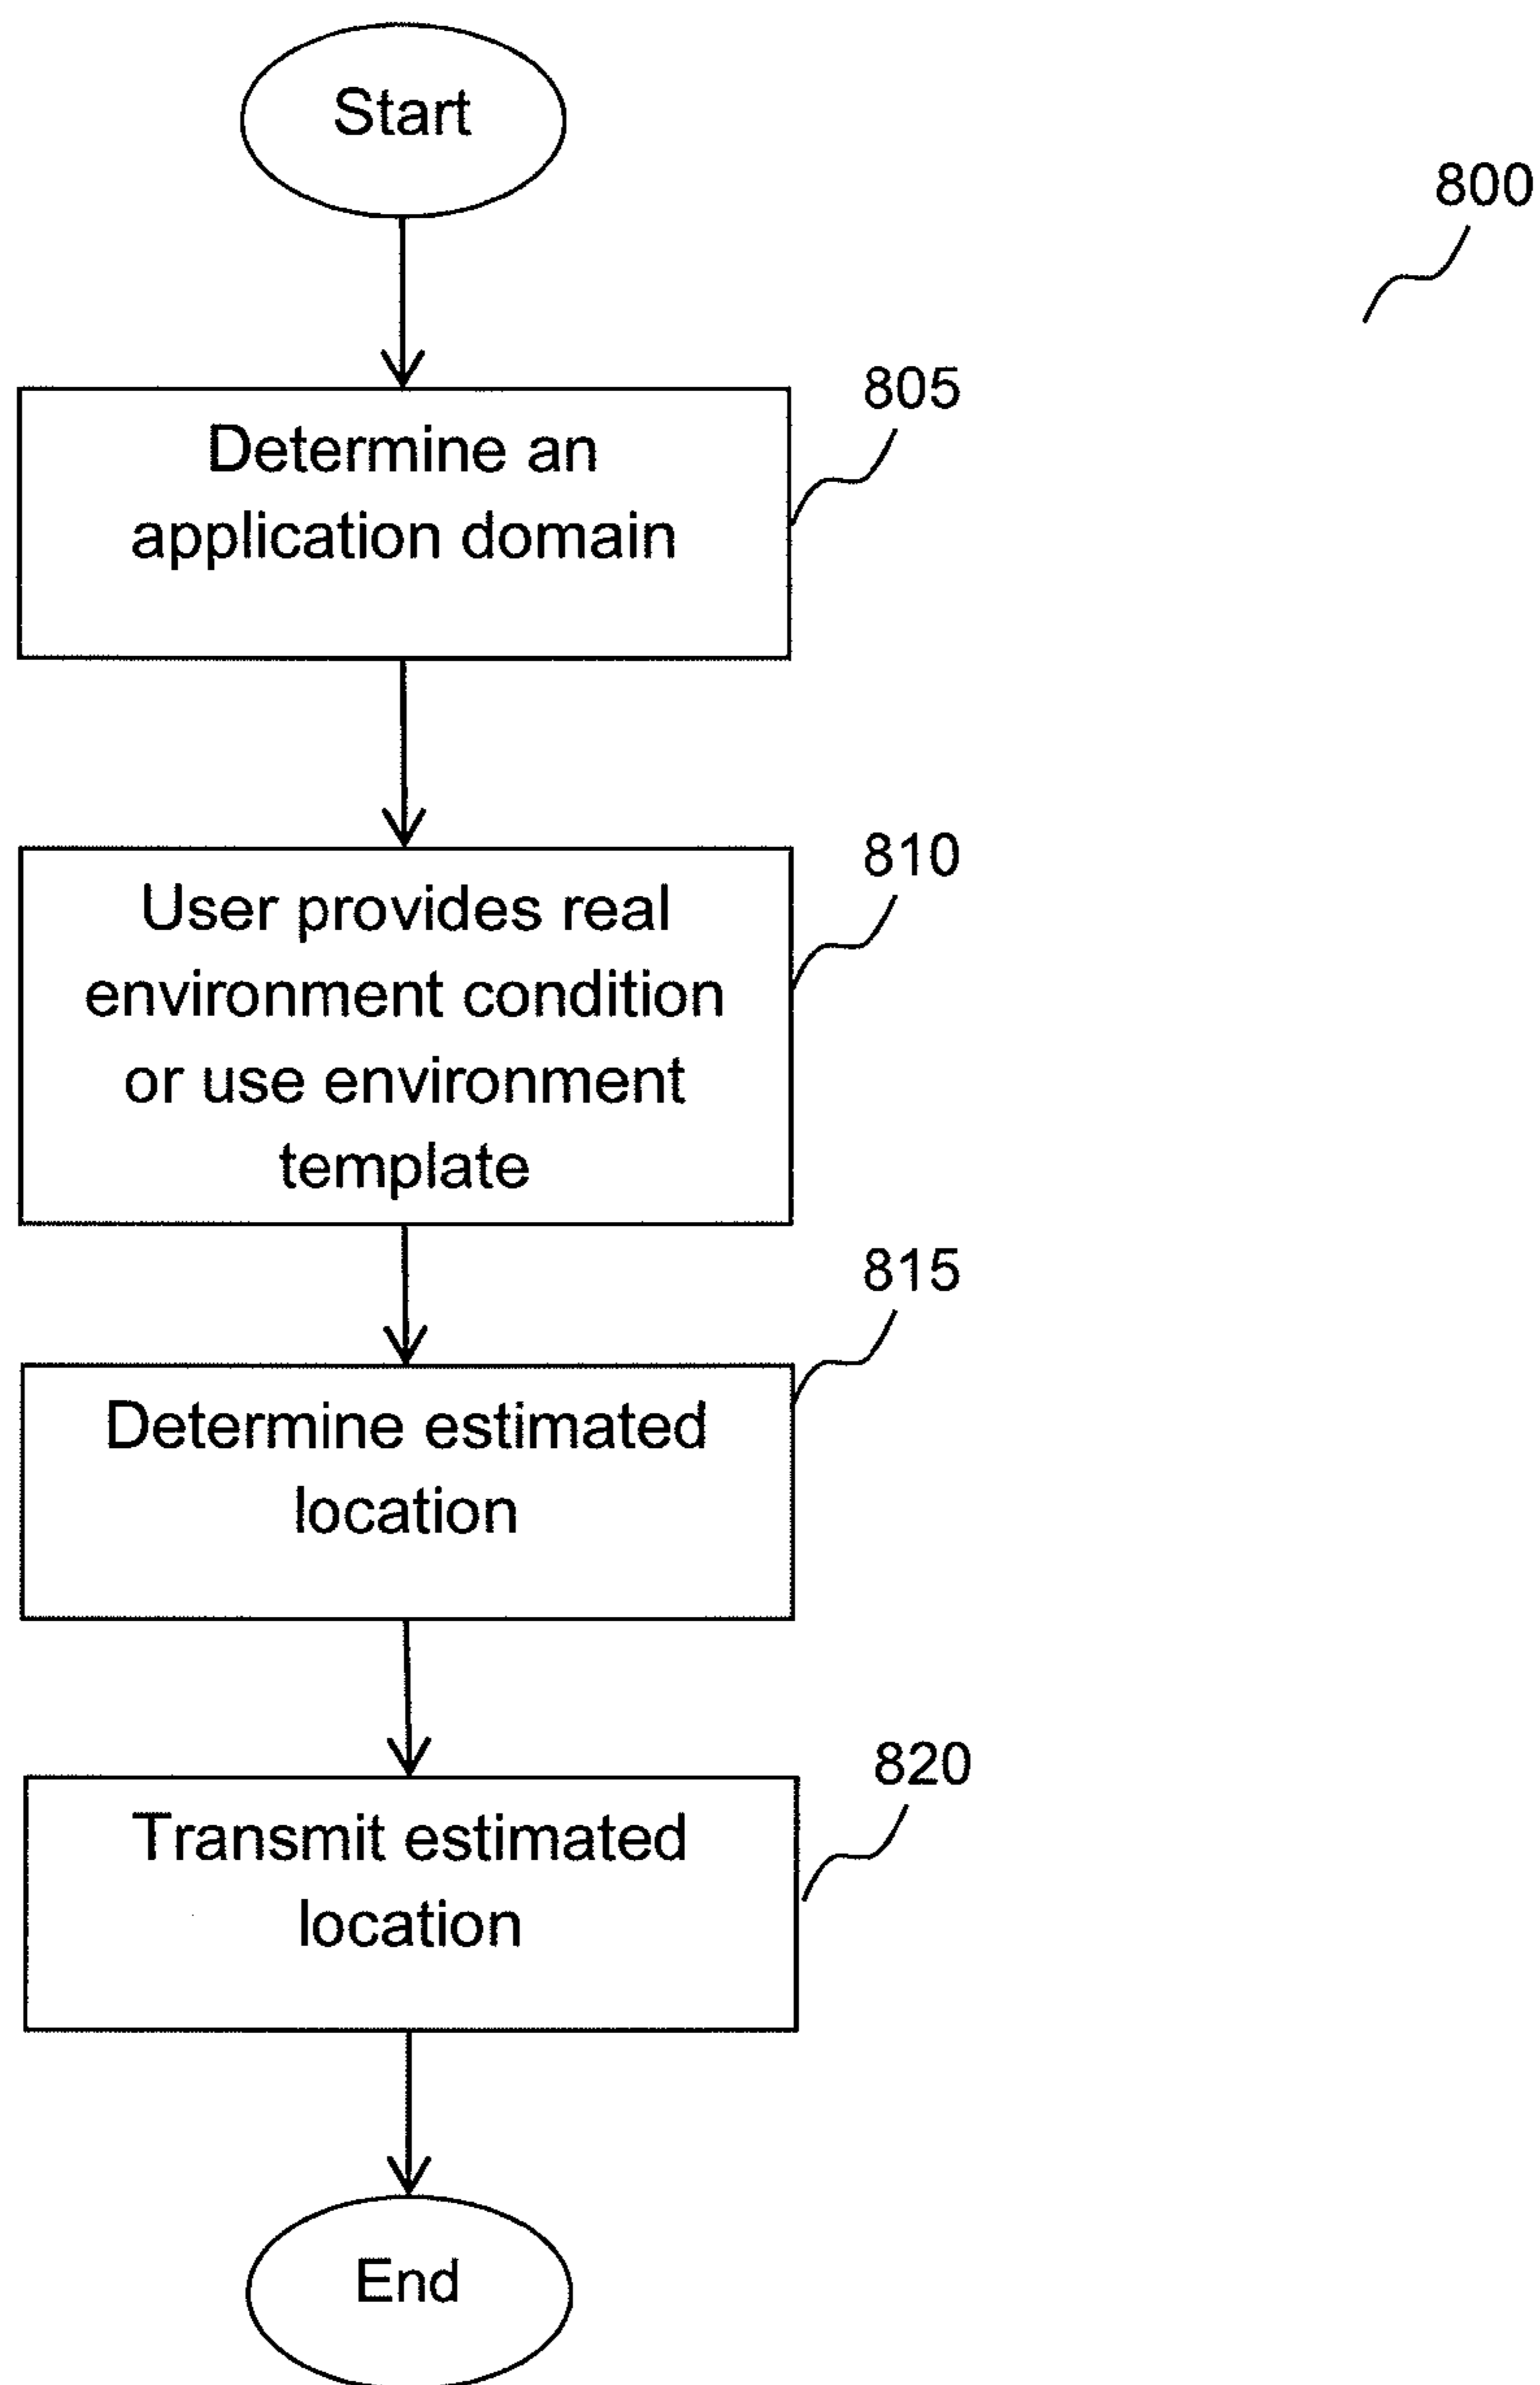 Start
800
805
Determine an
application domain
810
User provides real
environment condition
or use environment
template
815
Determine estimated
location
820
Transmit estimated
location
End